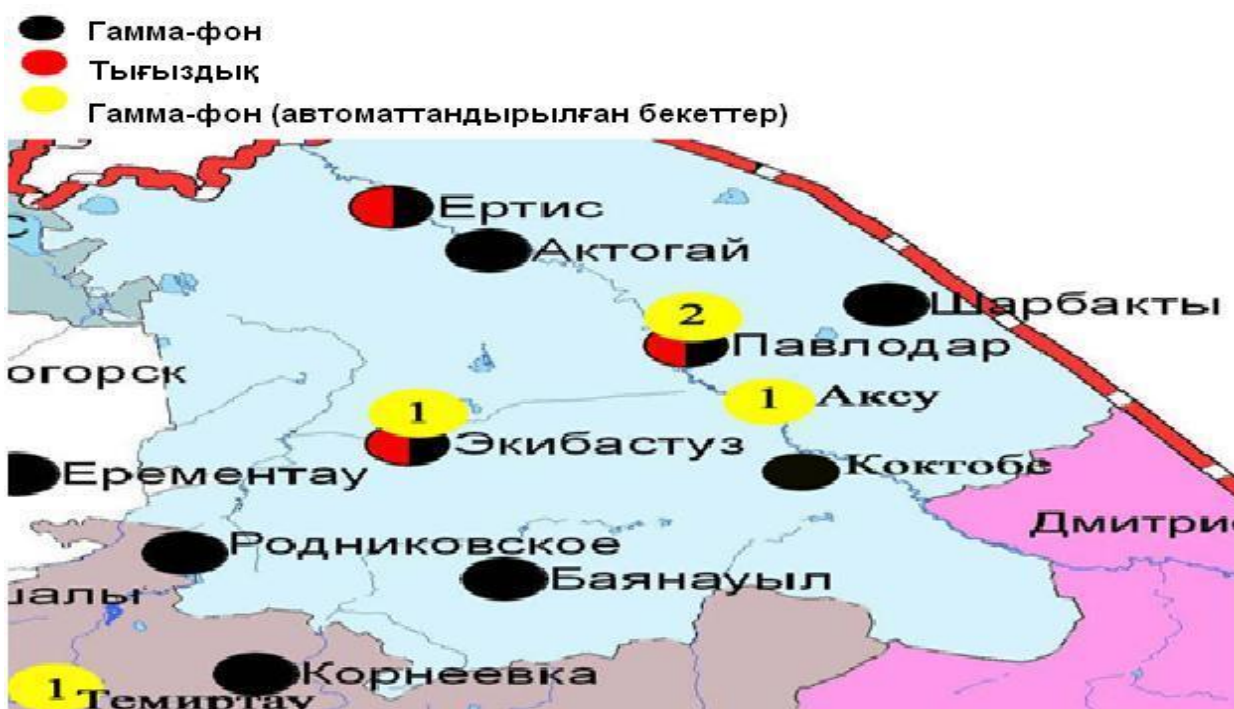 Гамма-фон
Тығыздық
Гамма-фон (автоматтандырылған бекеттер)
С
Ертис
Актогай
Шарбакты
2
Павлодар
огорск
1
Аксу
1
Экибастуз
Коктобе
Ерементау
Дмитрие
Родниковское
Баянауыл
шалы
Корнеевка
1
Темиртау